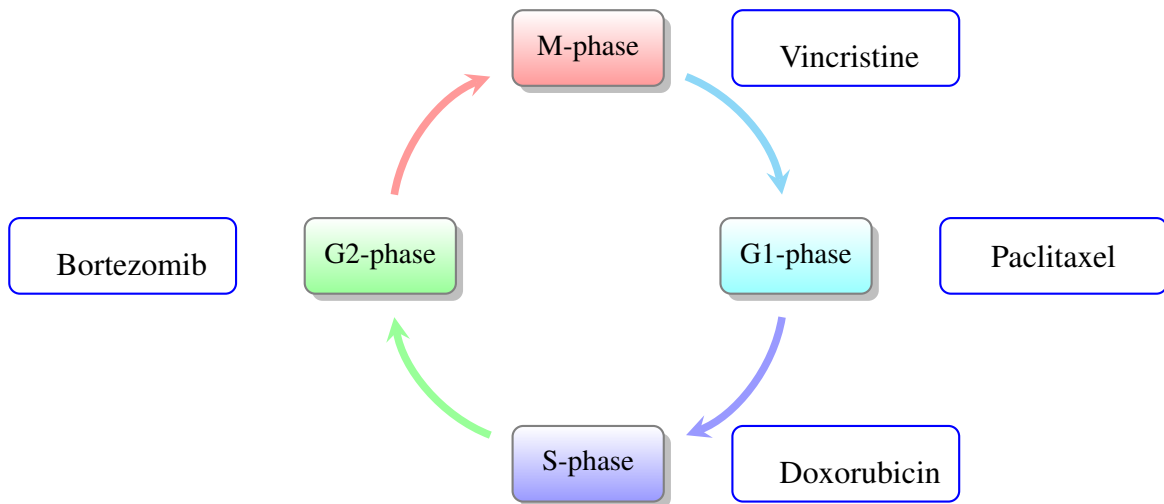 M-phase
Vincristine
Bortezomib
G2-phase
G1-phase
Paclitaxel
S-phase
Doxorubicin